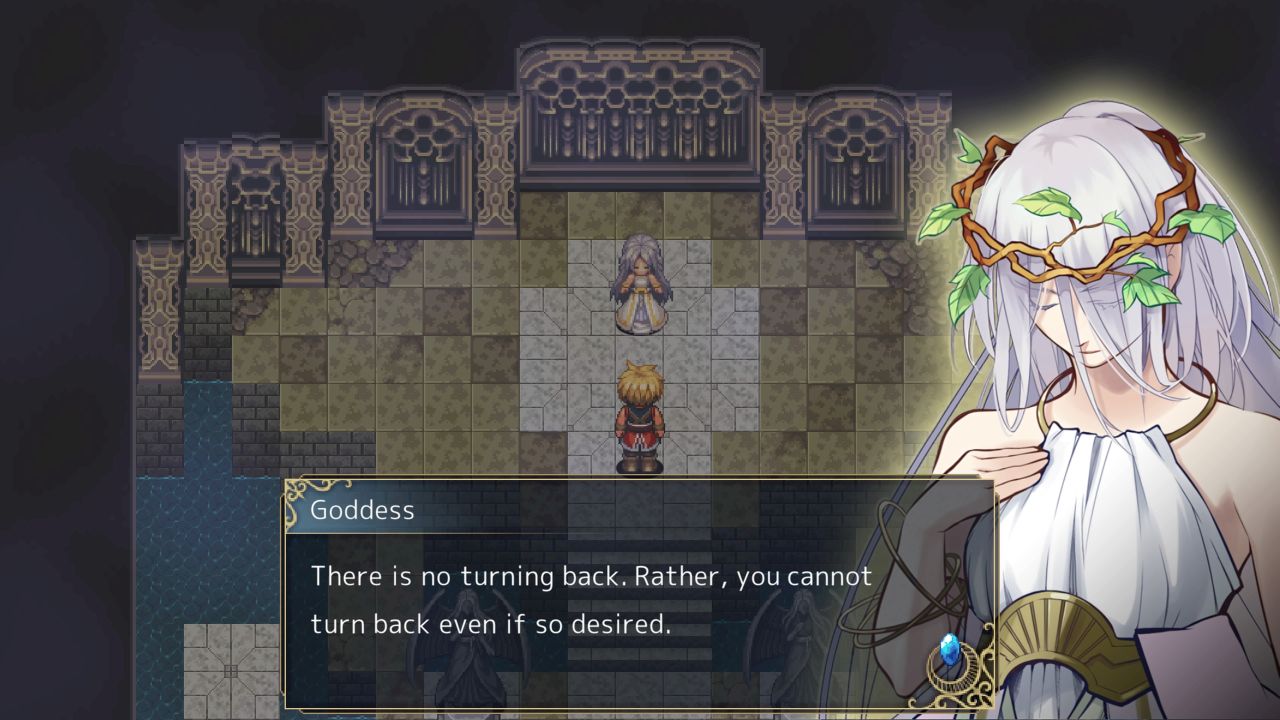 Goddess
There is no turning back. Rather, you cannot
turn back even if so desired.